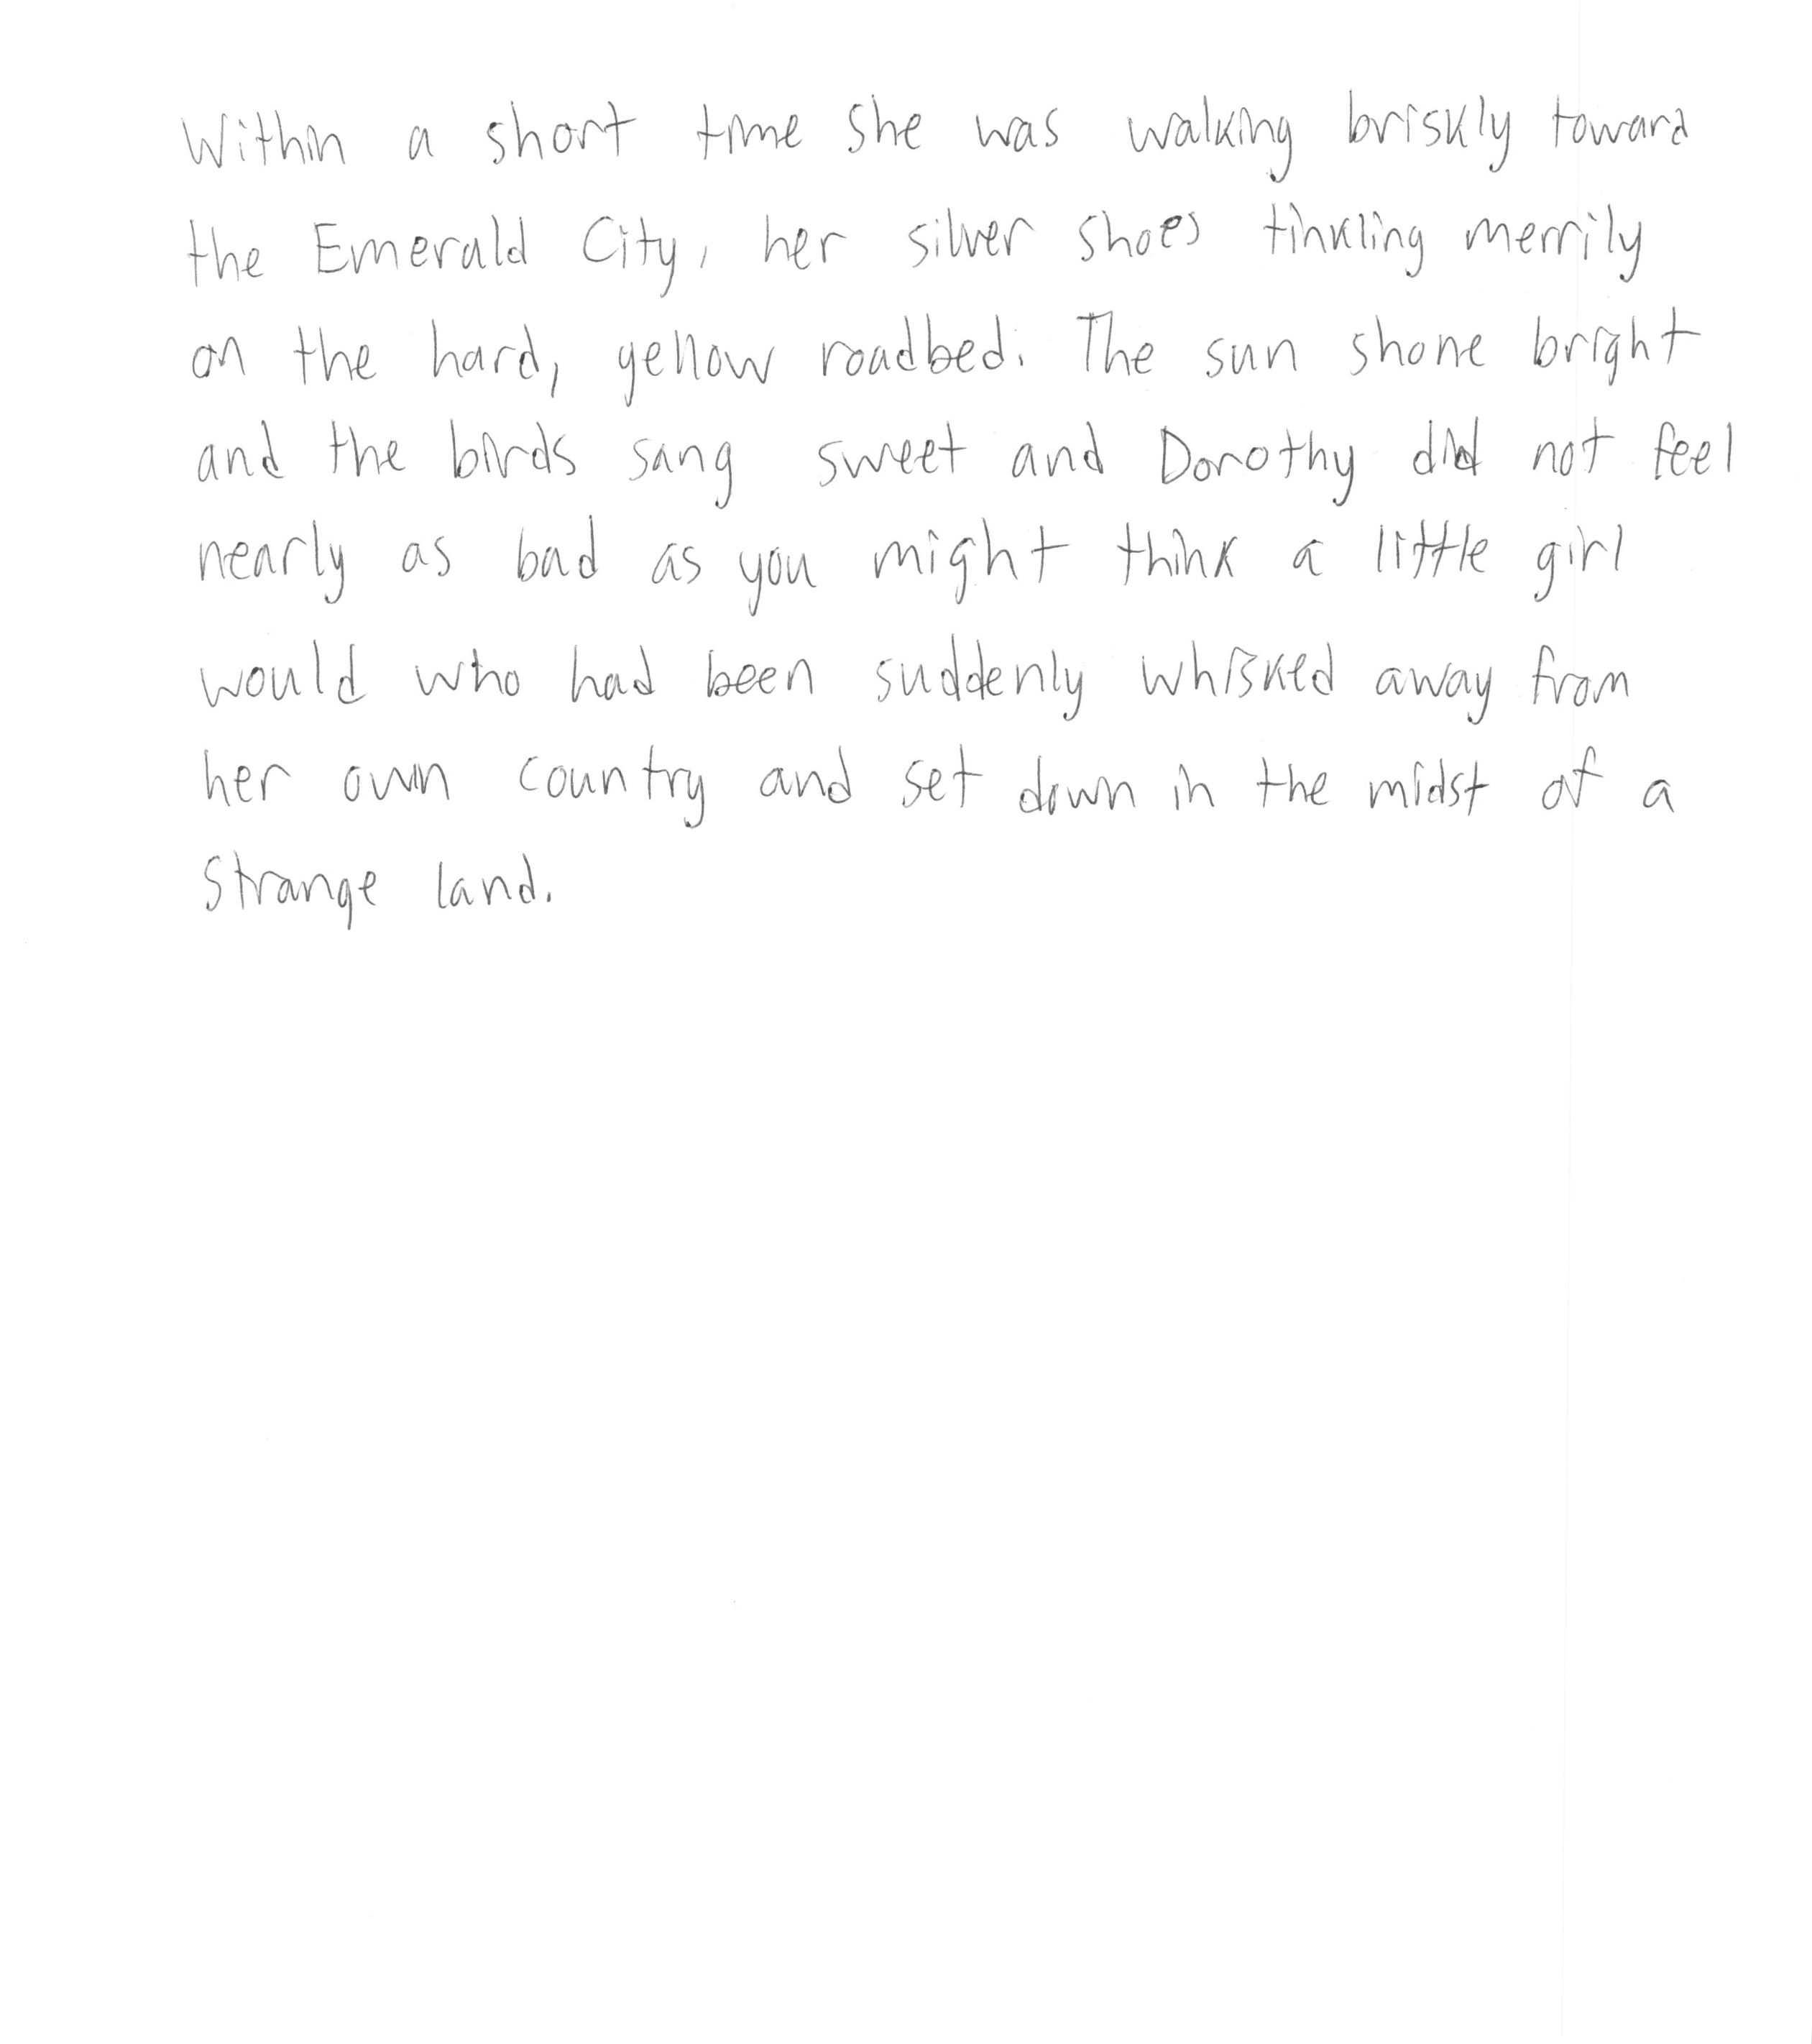 Within a short time she was walking briskly toward
the Emerald City, her silver shoes tinkling merrily
on the hard, yellow roadbed. The sun shone bright
and the birds sang sweet and Dorothy did not feel
nearly as bad as you might think a little girl
would who had been suddenly whisked away from
her own country and set down in the midst of a
strange land.